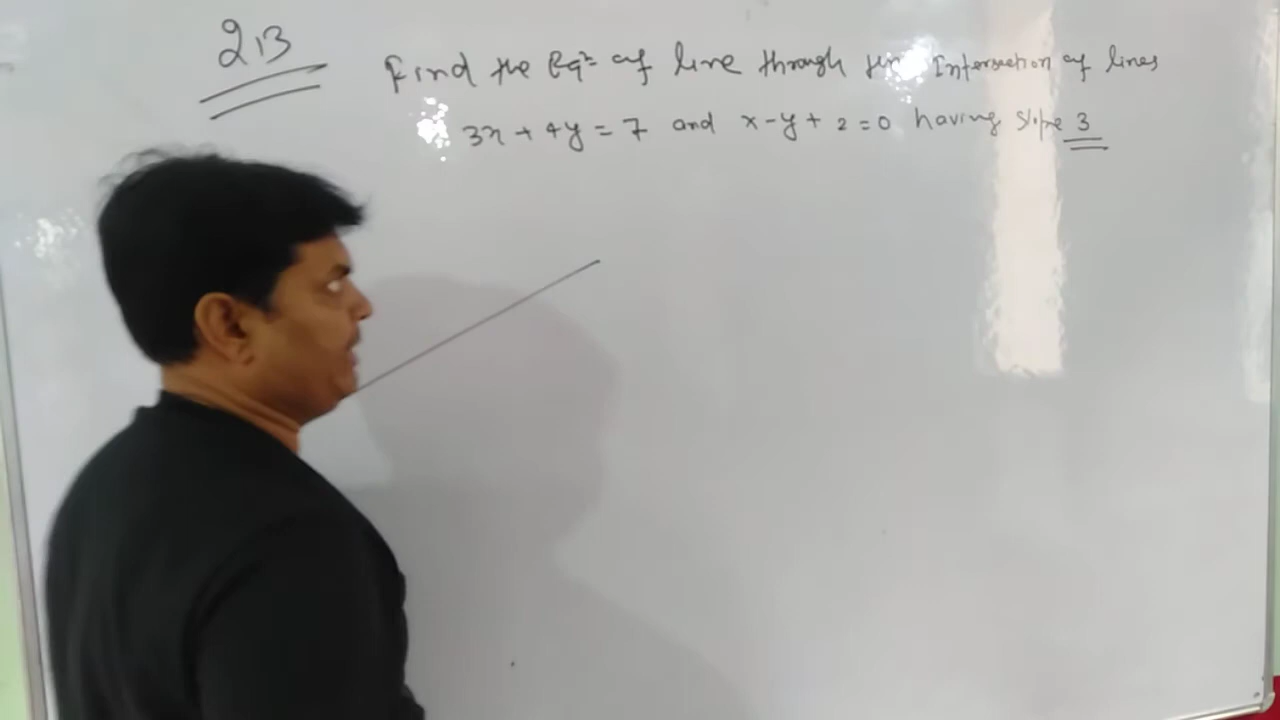 213
Find the Eqⁿ of line through the Intersection of lines
3x + 4y = 7 and x - y + 2 = 0 having slope 3